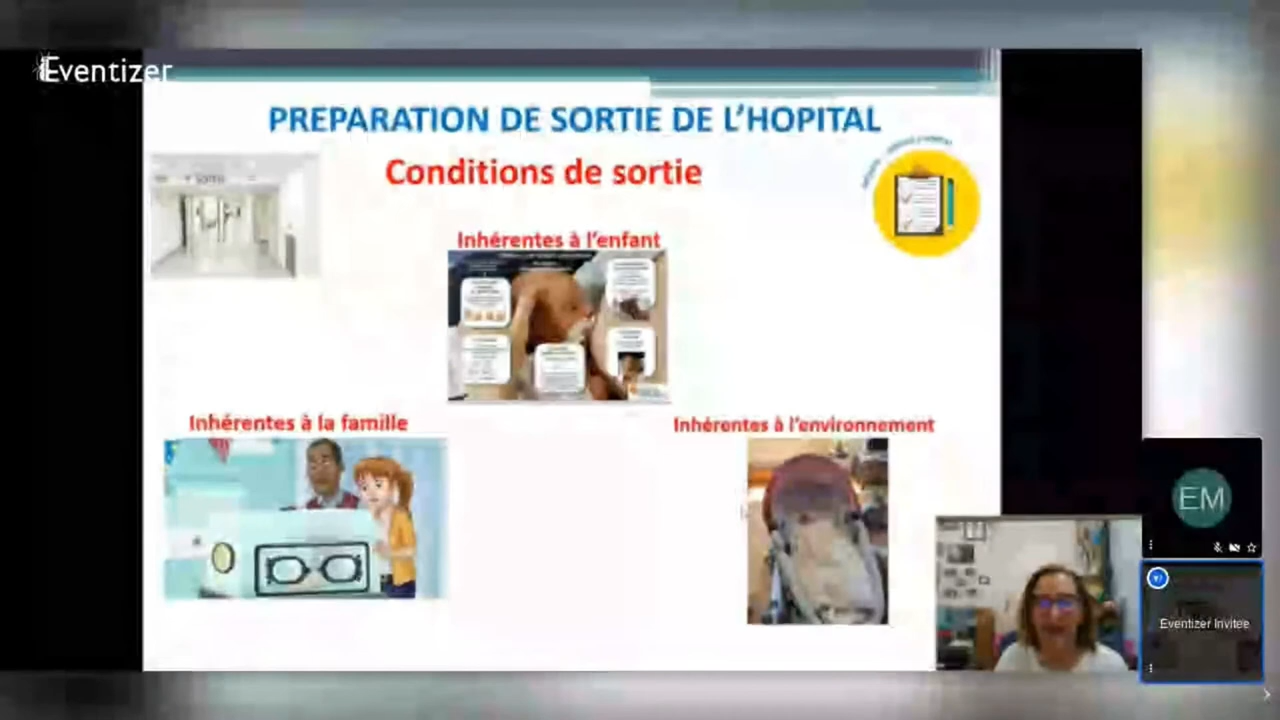 Eventizer
PREPARATION DE SORTIE DE L’HOPITAL
Conditions de sortie
Sortie
Inhérentes à l’enfant
Inhérentes à la famille
Inhérentes à l’environnement
EM
Eventizer Invitee